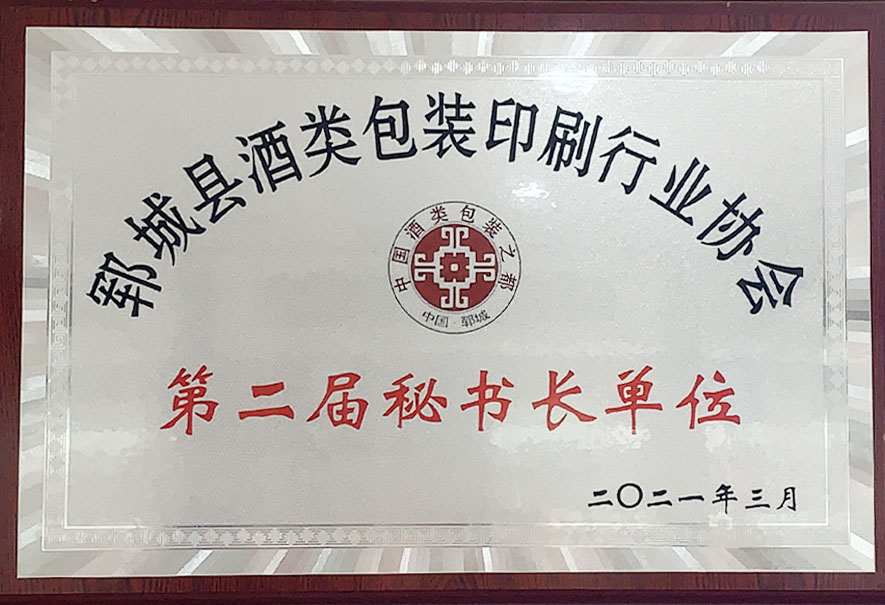 郓城县酒类包装印刷行业协会
中国酒类包装之都
中国·郓城
第二届秘书长单位
二〇二一年三月